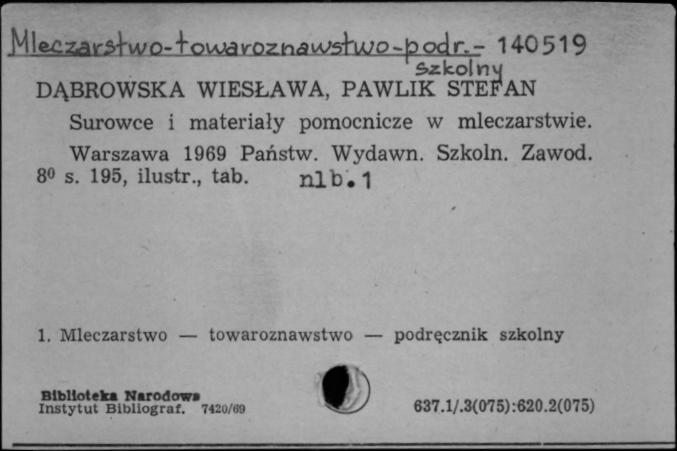 Mleczarstwo-towaroznawstwo-podr.- 140519
szkolny
DĄBROWSKA WIESŁAWA, PAWLIK STEFAN
Surowce i materiały pomocnicze w mleczarstwie.
Warszawa 1969 Państw. Wydawn. Szkoln. Zawod.
8⁰ s. 195, ilustr., tab. nlb.1
1. Mleczarstwo — towaroznawstwo — podręcznik szkolny
Biblioteka Narodowa
Instytut Bibliograf. 7420/69
637.1/.3(075):620.2(075)